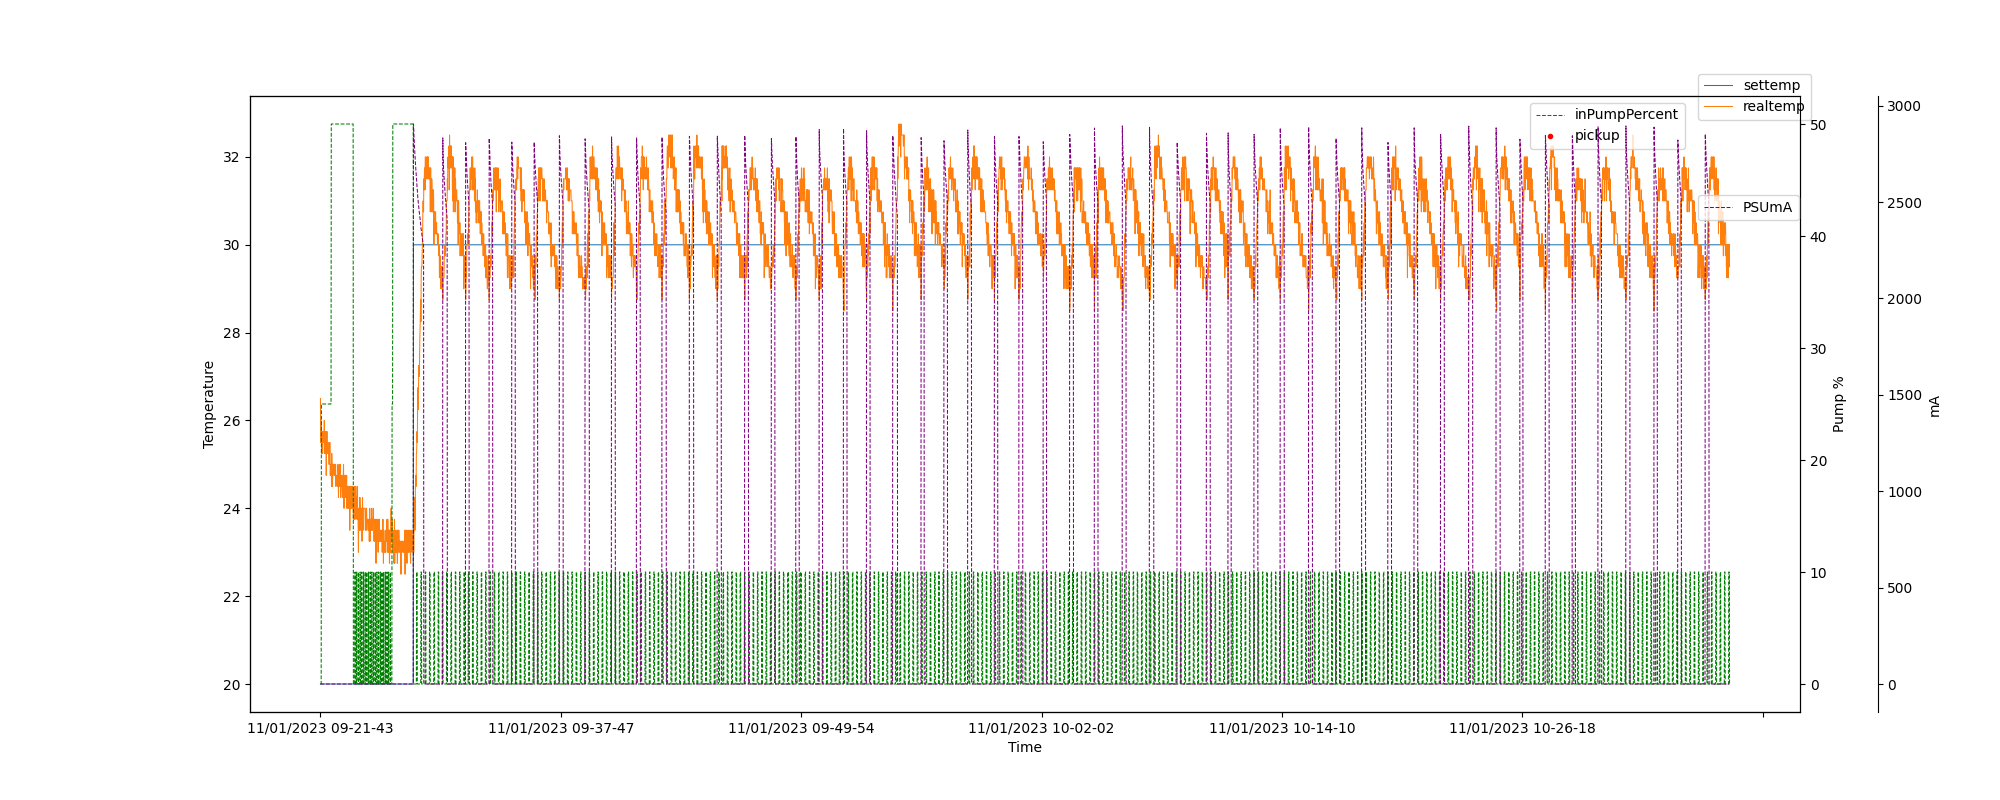 settemp
realtemp
inPumpPercent
pickup
PSUmA
32
30
28
26
24
22
20
Temperature
50
40
30
20
10
0
Pump %
3000
2500
2000
1500
1000
500
0
mA
11/01/2023 09-21-43
11/01/2023 09-37-47
11/01/2023 09-49-54
11/01/2023 10-02-02
11/01/2023 10-14-10
11/01/2023 10-26-18
Time